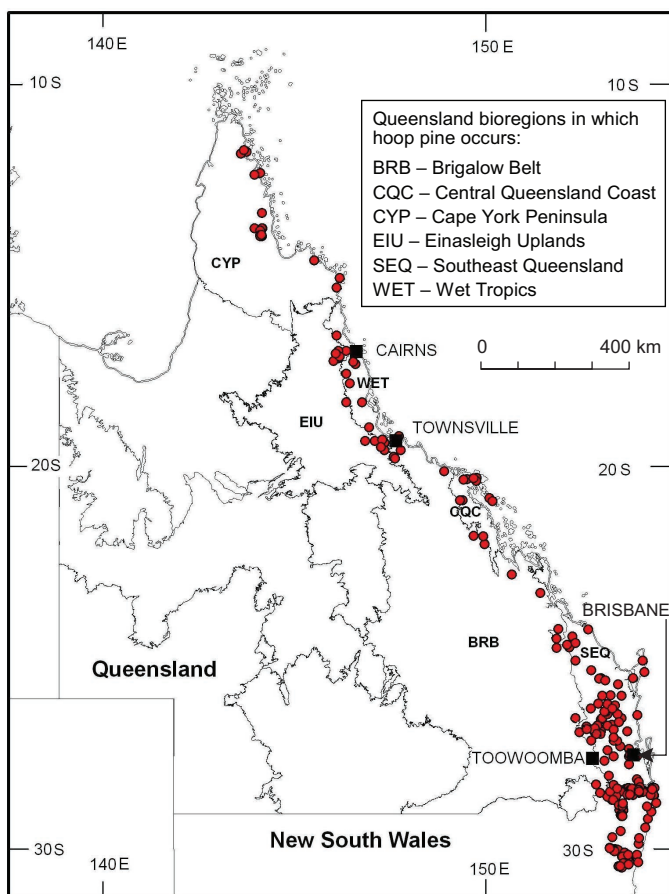 140 E
150 E
10 S
10 S
Queensland bioregions in which
hoop pine occurs:
BRB – Brigalow Belt
CQC – Central Queensland Coast
CYP – Cape York Peninsula
EIU – Einasleigh Uplands
SEQ – Southeast Queensland
WET – Wet Tropics
CYP
0 400 km
CAIRNS
WET
EIU
TOWNSVILLE
20 S
20 S
CQC
BRISBANE
BRB
SEQ
Queensland
TOOWOOMBA
New South Wales
30 S
30 S
140 E
150 E